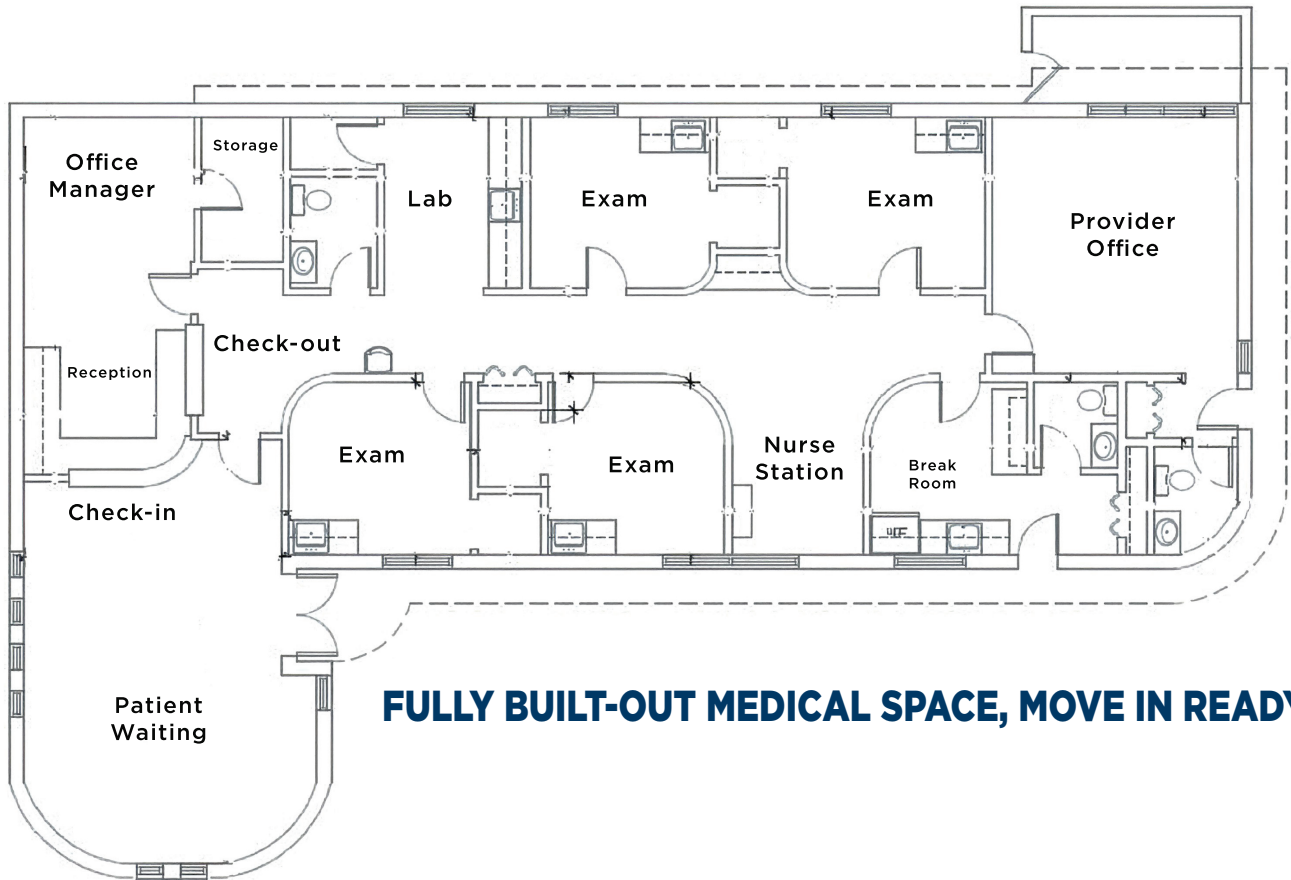 Office
Manager
Storage
Lab
Exam
Exam
Provider
Office
Check-out
Reception
Exam
Exam
Nurse
Station
Break
Room
Check-in
Patient
Waiting
FULLY BUILT-OUT MEDICAL SPACE, MOVE IN READY